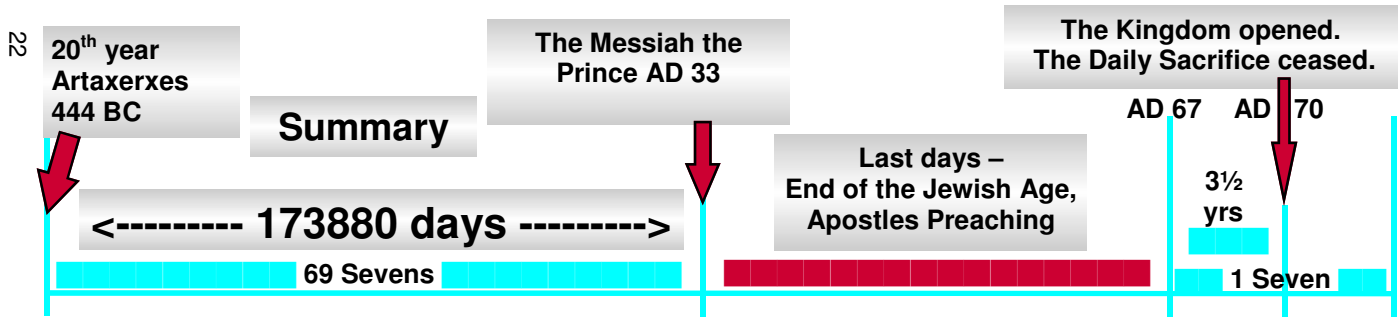 22
20th year
Artaxerxes
444 BC
Summary
The Messiah the
Prince AD 33
The Kingdom opened.
The Daily Sacrifice ceased.
AD 67 AD 70
Last days –
End of the Jewish Age,
Apostles Preaching
3½
yrs
<--------- 173880 days --------->
69 Sevens
1 Seven